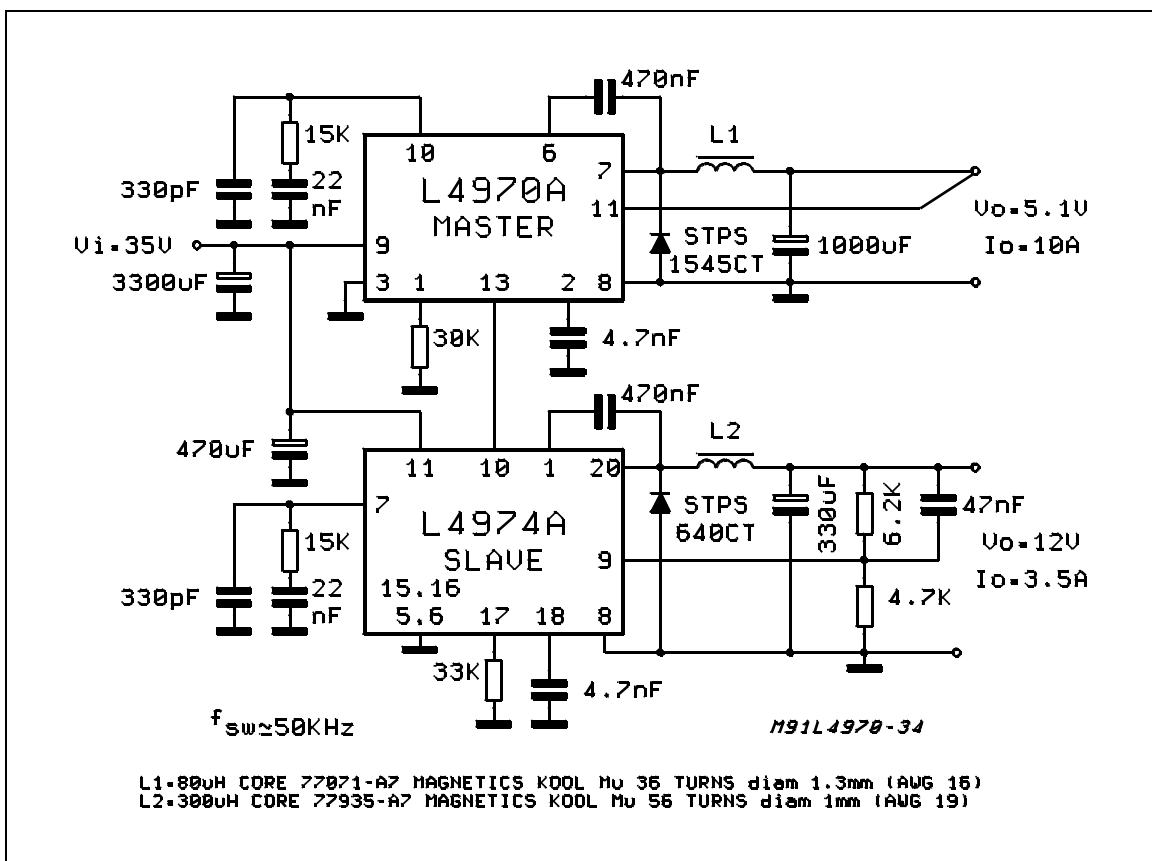 470nF
15K
10
6
L1
7
330pF
22
nF
L4970A
MASTER
11
Vo=5.1V
Vi=35V
9
STPS
1545CT
1000uF
Io=10A
3300uF
3
1
13
2
8
30K
4.7nF
470nF
470uF
L2
11
10
1
20
7
L4974A
SLAVE
STPS
640CT
330uF
6.2K
47nF
15K
9
Vo=12V
Io=3.5A
330pF
22
nF
15.16
5.6
17
18
8
4.7K
33K
4.7nF
fsw≃50KHz
M91L4970-34
L1=80uH CORE 77071-A7 MAGNETICS KOOL Mu 36 TURNS diam 1.3mm (AWG 16)
L2=300uH CORE 77935-A7 MAGNETICS KOOL Mu 56 TURNS diam 1mm (AWG 19)